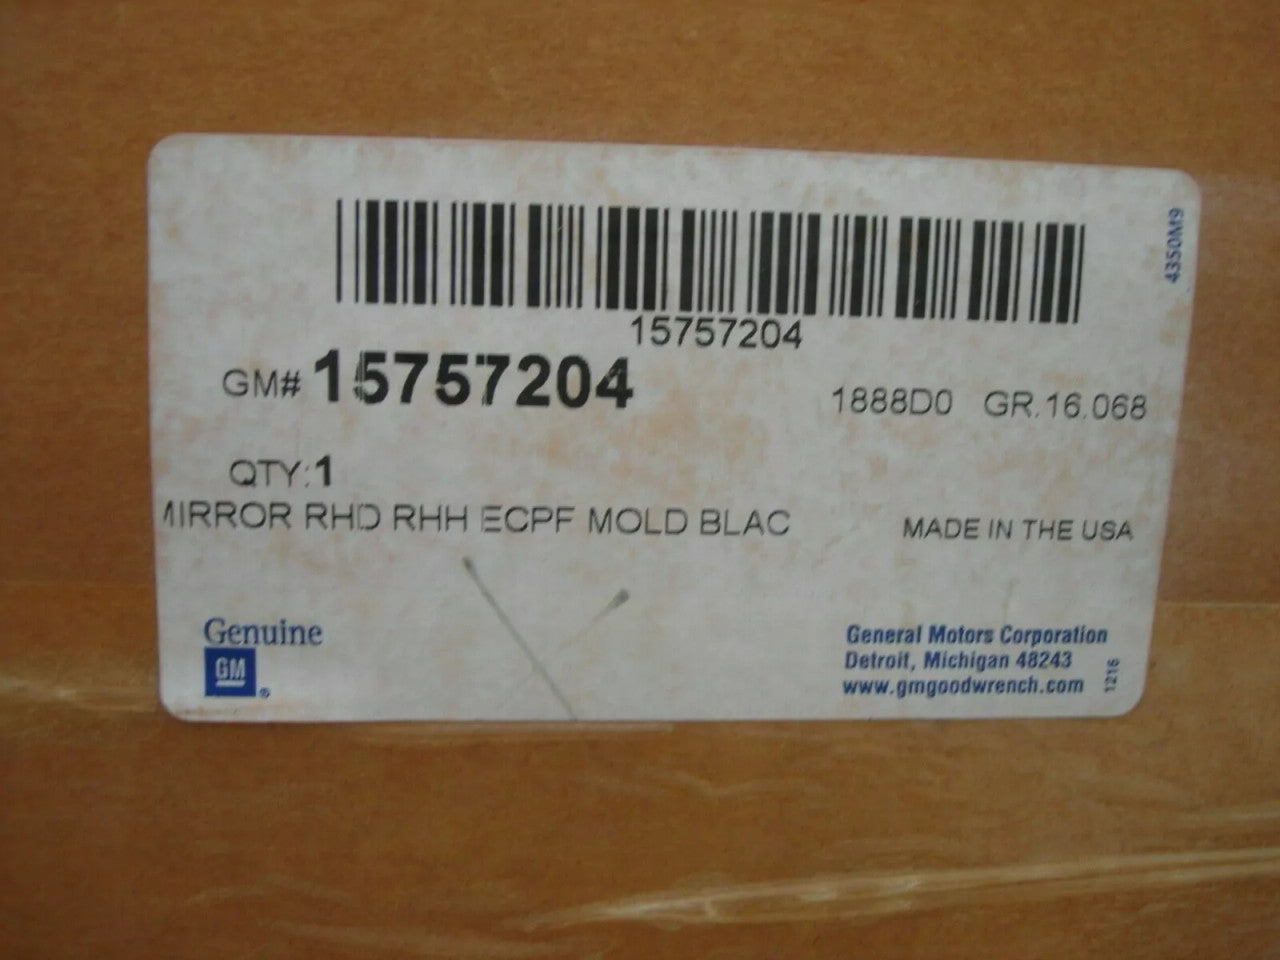 4350M9
15757204
GM# 15757204
1888D0 GR.16.068
QTY:1
MIRROR RHD RHH ECPF MOLD BLAC
MADE IN THE USA
Genuine
GM
®
General Motors Corporation
Detroit, Michigan 48243
www.gmgoodwrench.com
1216